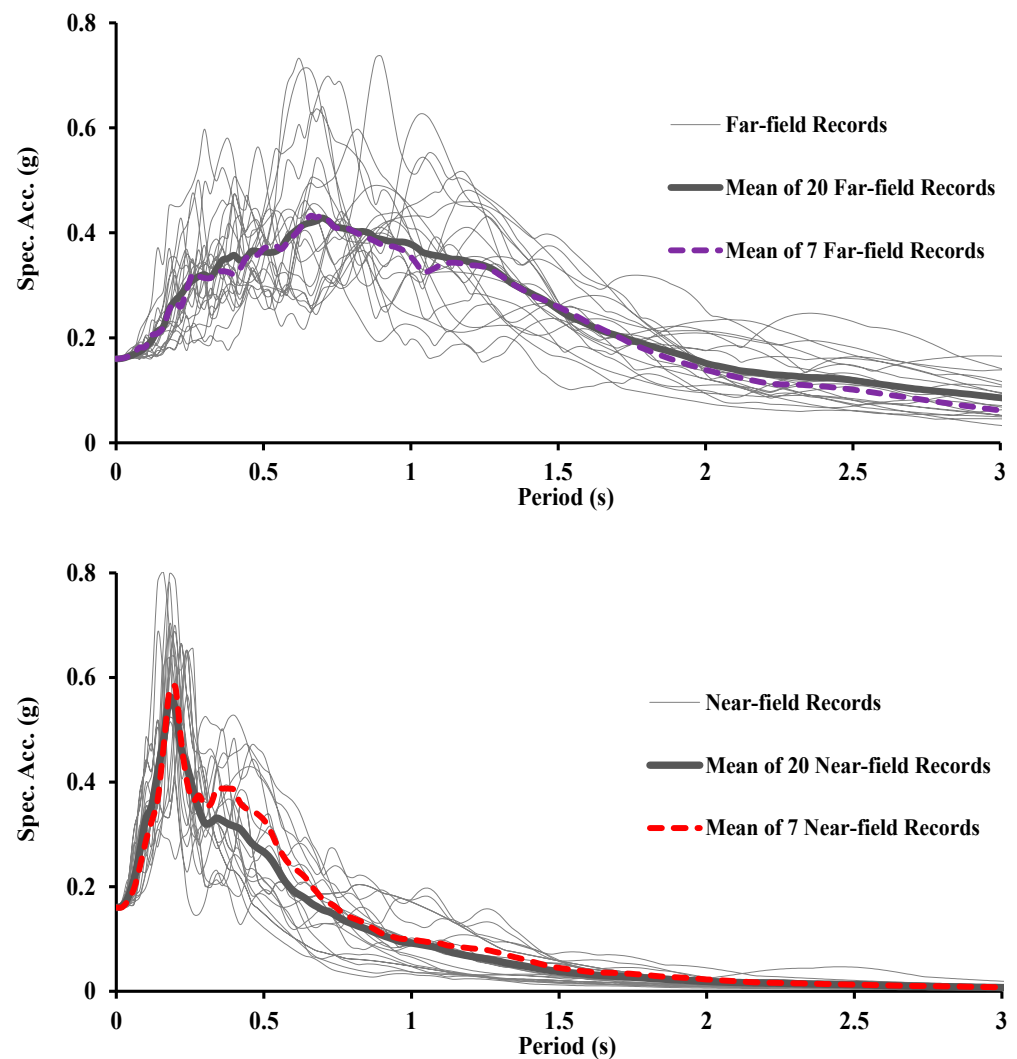 0.8
0.6
0.4
0.2
0
Spec. Acc. (g)
Far-field Records
Mean of 20 Far-field Records
Mean of 7 Far-field Records
0 0.5 1 1.5 2 2.5 3
Period (s)
0.8
0.6
0.4
0.2
0
Spec. Acc. (g)
Near-field Records
Mean of 20 Near-field Records
Mean of 7 Near-field Records
0 0.5 1 1.5 2 2.5 3
Period (s)